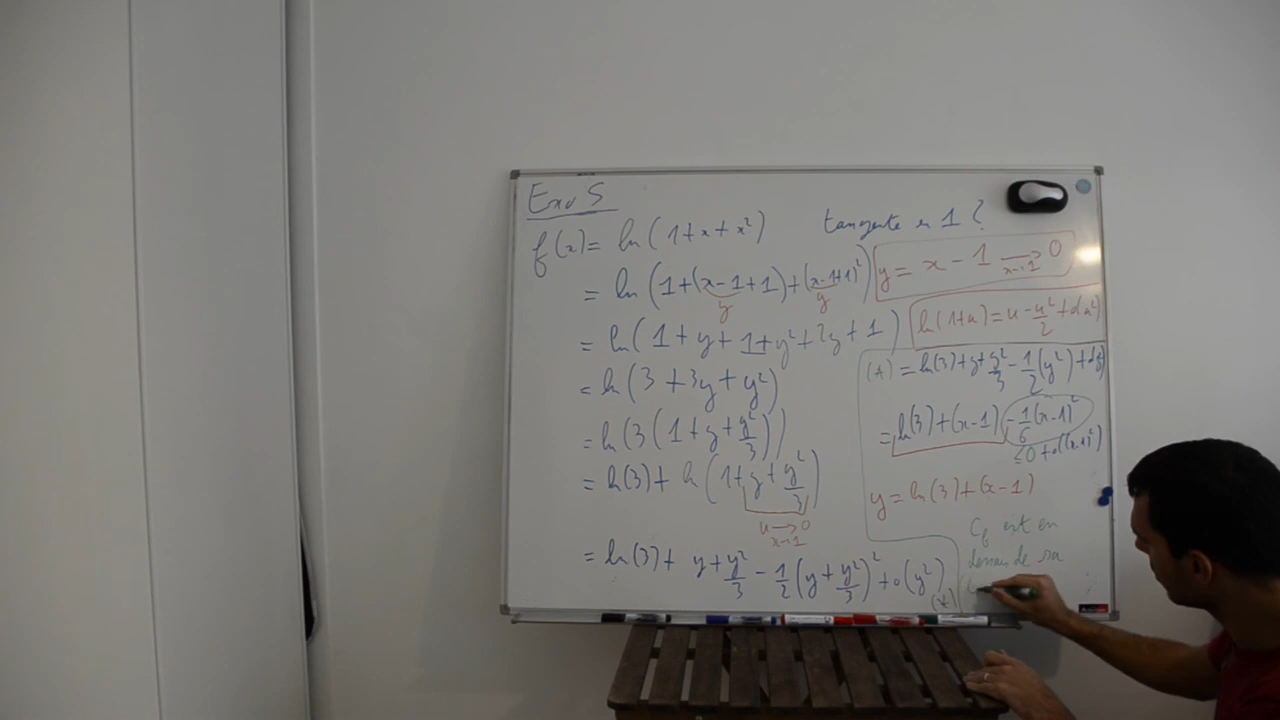 Exo 5
f(x) = ln(1+x+x²) tangente en 1 ?
= ln(1+(x-1+1)+(x-1+1)²) y = x-1 → 0
y y x→1
= ln(1+y+1+y²+2y+1) ln(1+u) = u - u²/2 + o(u²)
= ln(3+3y+y²)
= ln(3(1+y+y²/3))
= ln(3) + ln(1+y+y²/3)
u → 0
x→1
= ln(3) + y + y²/3 - 1/2(y+y²/3)² + o(y²) (*)
(*) = ln(3) + y + y²/3 - 1/2(y²) + o(y²)
= ln(3) + (x-1) - 1/6(x-1)²
≤0 + o((x-1)²)
y = ln(3) + (x-1)
Cf est en
dessous de sa
t